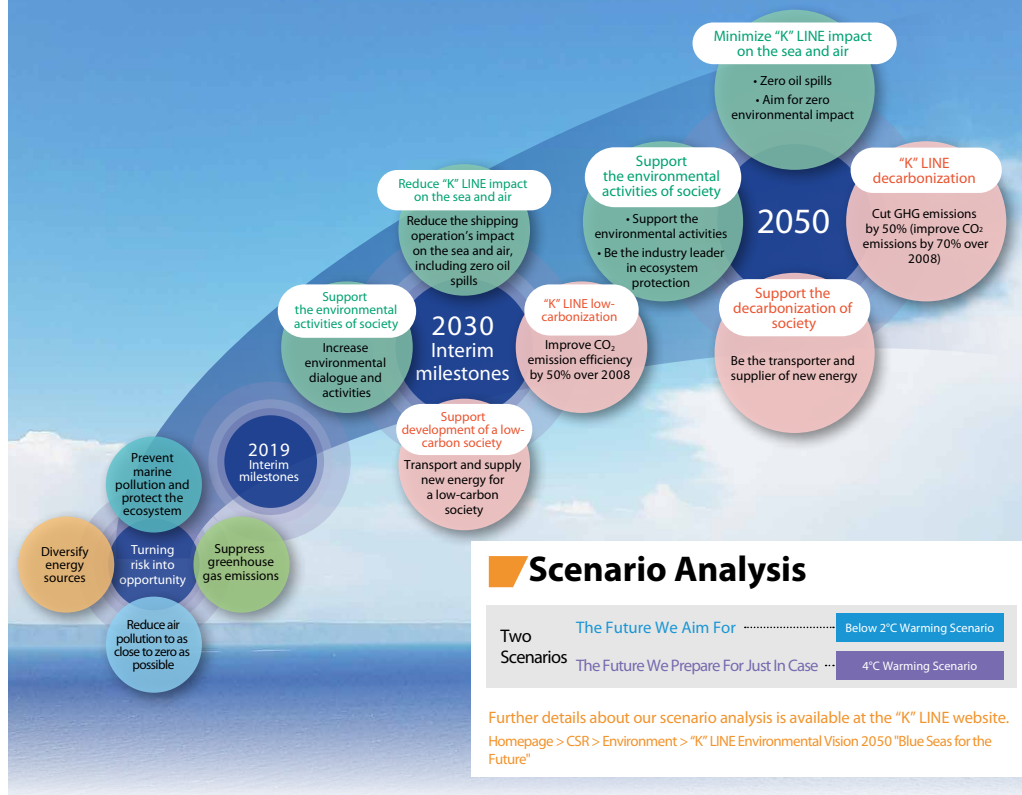 Minimize “K” LINE impact
on the sea and air
• Zero oil spills
• Aim for zero
environmental impact
Support
the environmental
activities of society
• Support the
environmental activities
• Be the industry leader
in ecosystem
protection
2050
“K” LINE
decarbonization
Cut GHG emissions
by 50% (improve CO₂
emissions by 70% over
2008)
Support the
decarbonization of
society
Be the transporter and
supplier of new energy
Reduce “K” LINE impact
on the sea and air
Reduce the shipping
operation's impact
on the sea and air,
including zero oil
spills
Support
the environmental
activities of society
Increase
environmental
dialogue and
activities
2030
Interim
milestones
“K” LINE low-
carbonization
Improve CO₂
emission efficiency
by 50% over 2008
Support
development of a low-
carbon society
Transport and supply
new energy for
a low-carbon
society
2019
Interim
milestones
Prevent
marine
pollution and
protect the
ecosystem
Diversify
energy
sources
Turning
risk into
opportunity
Suppress
greenhouse
gas emissions
Reduce air
pollution to as
close to zero as
possible
Scenario Analysis
Two
Scenarios
The Future We Aim For
Below 2°C Warming Scenario
The Future We Prepare For Just In Case
4°C Warming Scenario
Further details about our scenario analysis is available at the “K” LINE website.
Homepage > CSR > Environment > “K” LINE Environmental Vision 2050 "Blue Seas for the
Future"